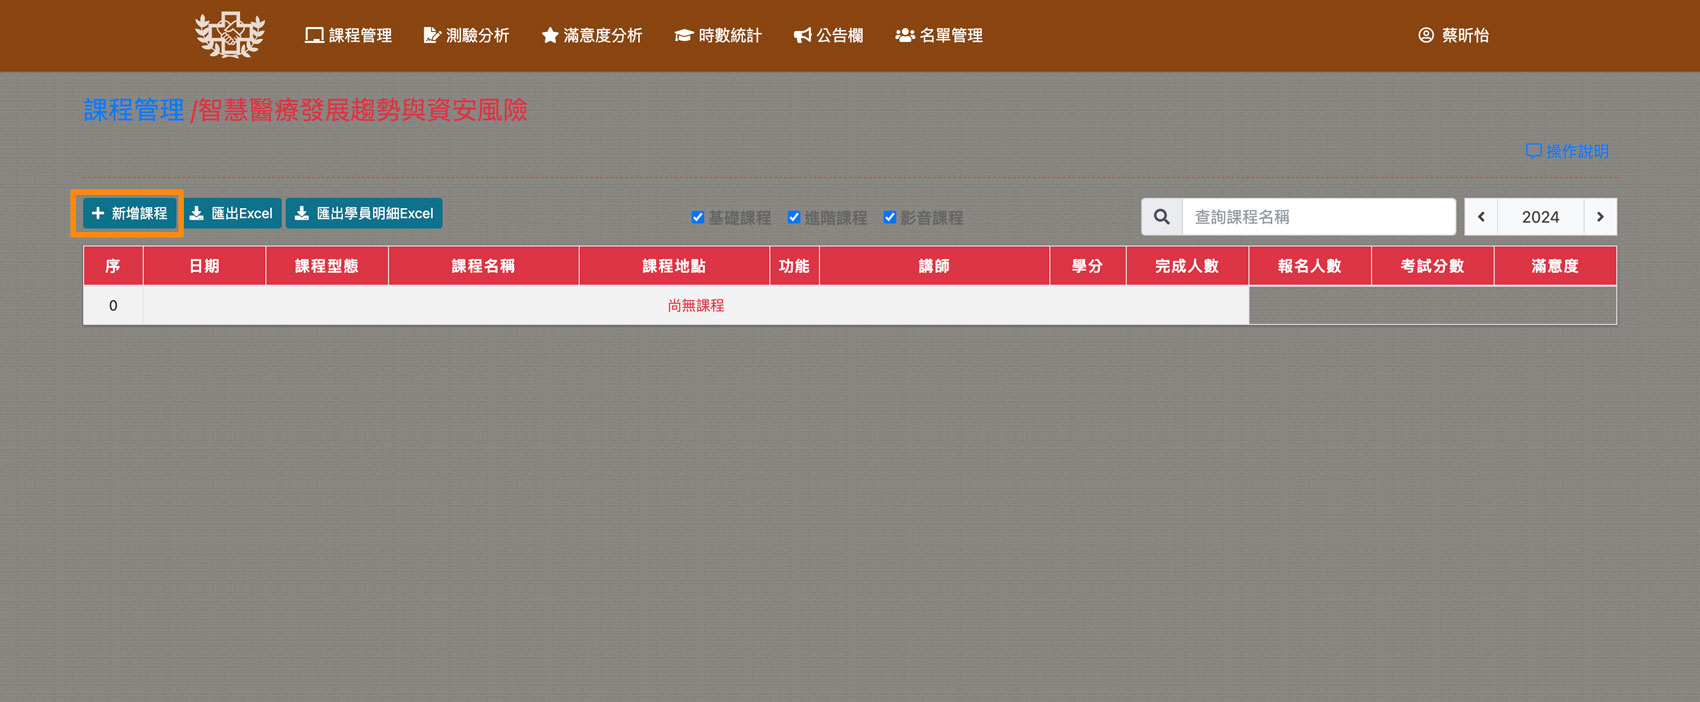 課程管理 測驗分析 滿意度分析 時數統計 公告欄 名單管理 蔡昕怡
課程管理 /智慧醫療發展趨勢與資安風險
操作說明
新增課程 匯出Excel 匯出學員明細Excel 基礎課程 進階課程 影音課程 查詢課程名稱 2024
序 日期 課程型態 課程名稱 課程地點 功能 講師 學分 完成人數 報名人數 考試分數 滿意度
0 尚無課程